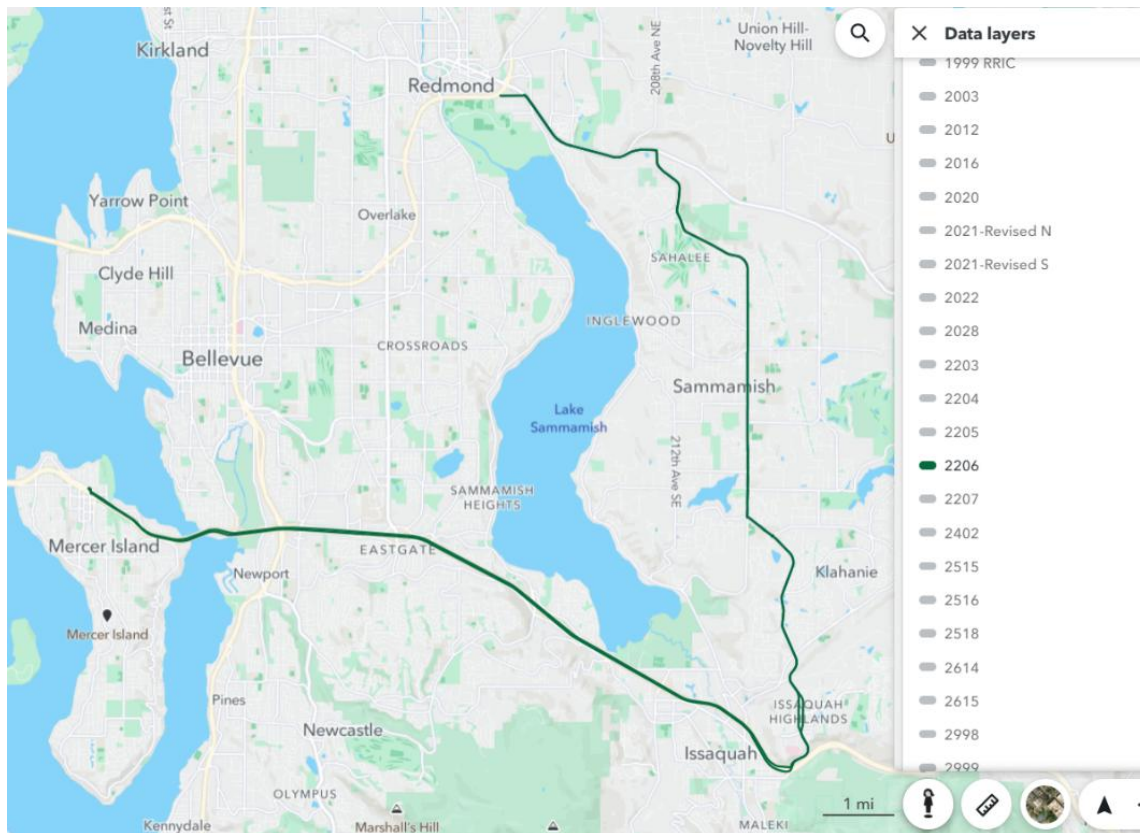 Kirkland
Union Hill-
Novelty Hill
208th Ave NE
Redmond
Yarrow Point
Overlake
Clyde Hill
SAHALEE
Medina
INGLEWOOD
CROSSROADS
Bellevue
Sammamish
Lake
Sammamish
212th Ave SE
SAMMAMISH
HEIGHTS
Mercer Island
EASTGATE
Newport
Klahanie
Mercer Island
Pines
ISSAQUAH
HIGHLANDS
Newcastle
Issaquah
OLYMPUS
1 mi
Kennydale
Marshall's Hill
MALEKI
Data layers
1999 RRIC
2003
2012
2016
2020
2021-Revised N
2021-Revised S
2022
2028
2203
2204
2205
2206
2207
2402
2515
2516
2518
2614
2615
2998
2999